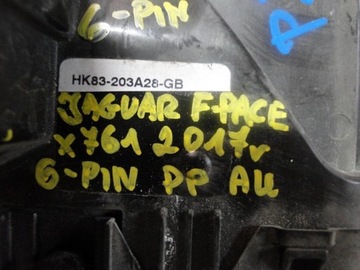 6-PIN
P
HK83-203A28-GB
JAGUAR F-PACE
X761 2017r
6-PIN PP AU